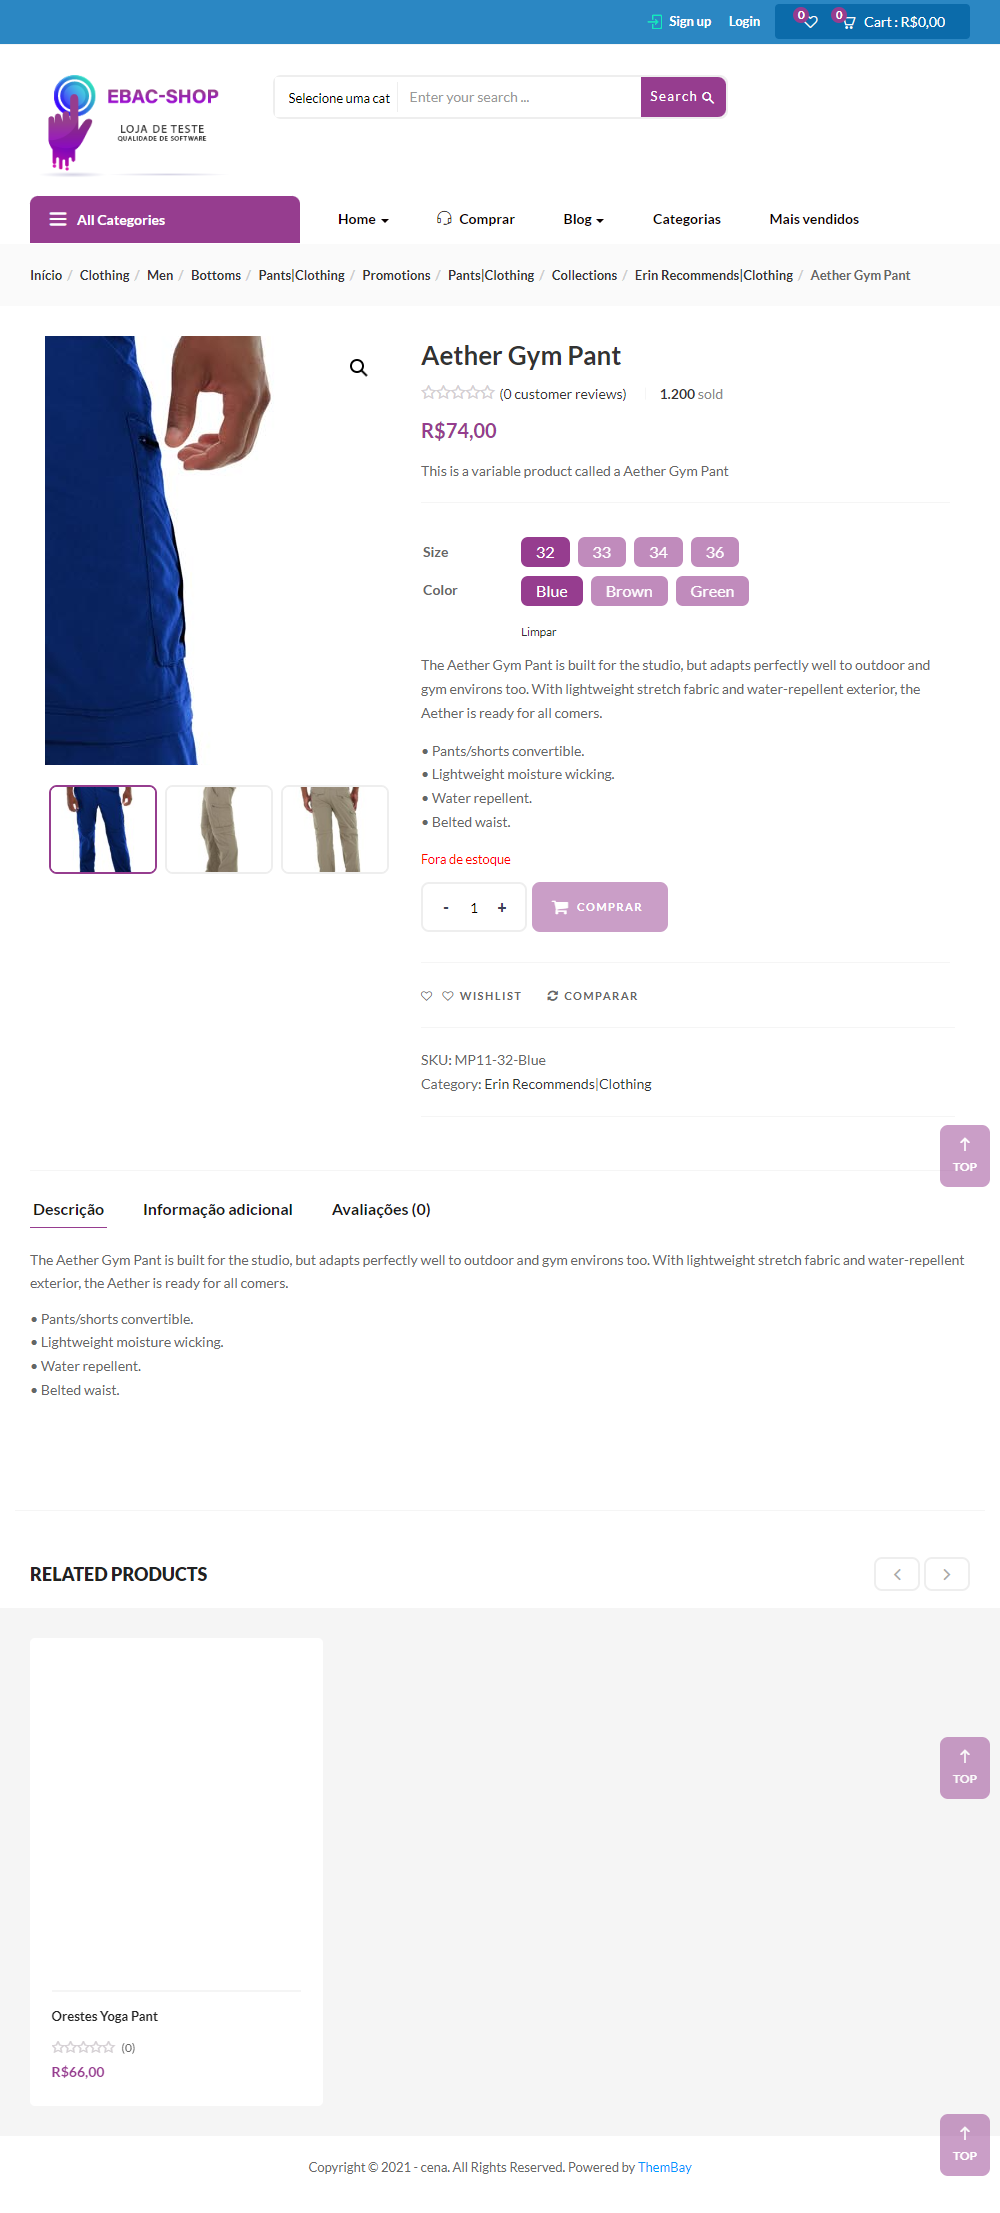 Sign up Login 0 0 Cart : R$0,00
EBAC-SHOP
LOJA DE TESTE
QUALIDADE DE SOFTWARE
Selecione uma cat Enter your search ... Search
All Categories Home Comprar Blog Categorias Mais vendidos
Início / Clothing / Men / Bottoms / Pants|Clothing / Promotions / Pants|Clothing / Collections / Erin Recommends|Clothing / Aether Gym Pant
Aether Gym Pant
(0 customer reviews) 1.200 sold
R$74,00
This is a variable product called a Aether Gym Pant
Size 32 33 34 36
Color Blue Brown Green
Limpar
The Aether Gym Pant is built for the studio, but adapts perfectly well to outdoor and
gym environs too. With lightweight stretch fabric and water-repellent exterior, the
Aether is ready for all comers.
• Pants/shorts convertible.
• Lightweight moisture wicking.
• Water repellent.
• Belted waist.
Fora de estoque
- 1 + COMPRAR
WISHLIST COMPARAR
SKU: MP11-32-Blue
Category: Erin Recommends|Clothing
TOP
Descrição Informação adicional Avaliações (0)
The Aether Gym Pant is built for the studio, but adapts perfectly well to outdoor and gym environs too. With lightweight stretch fabric and water-repellent
exterior, the Aether is ready for all comers.
• Pants/shorts convertible.
• Lightweight moisture wicking.
• Water repellent.
• Belted waist.
RELATED PRODUCTS
TOP
Orestes Yoga Pant
(0)
R$66,00
TOP
Copyright © 2021 - cena. All Rights Reserved. Powered by ThemBay